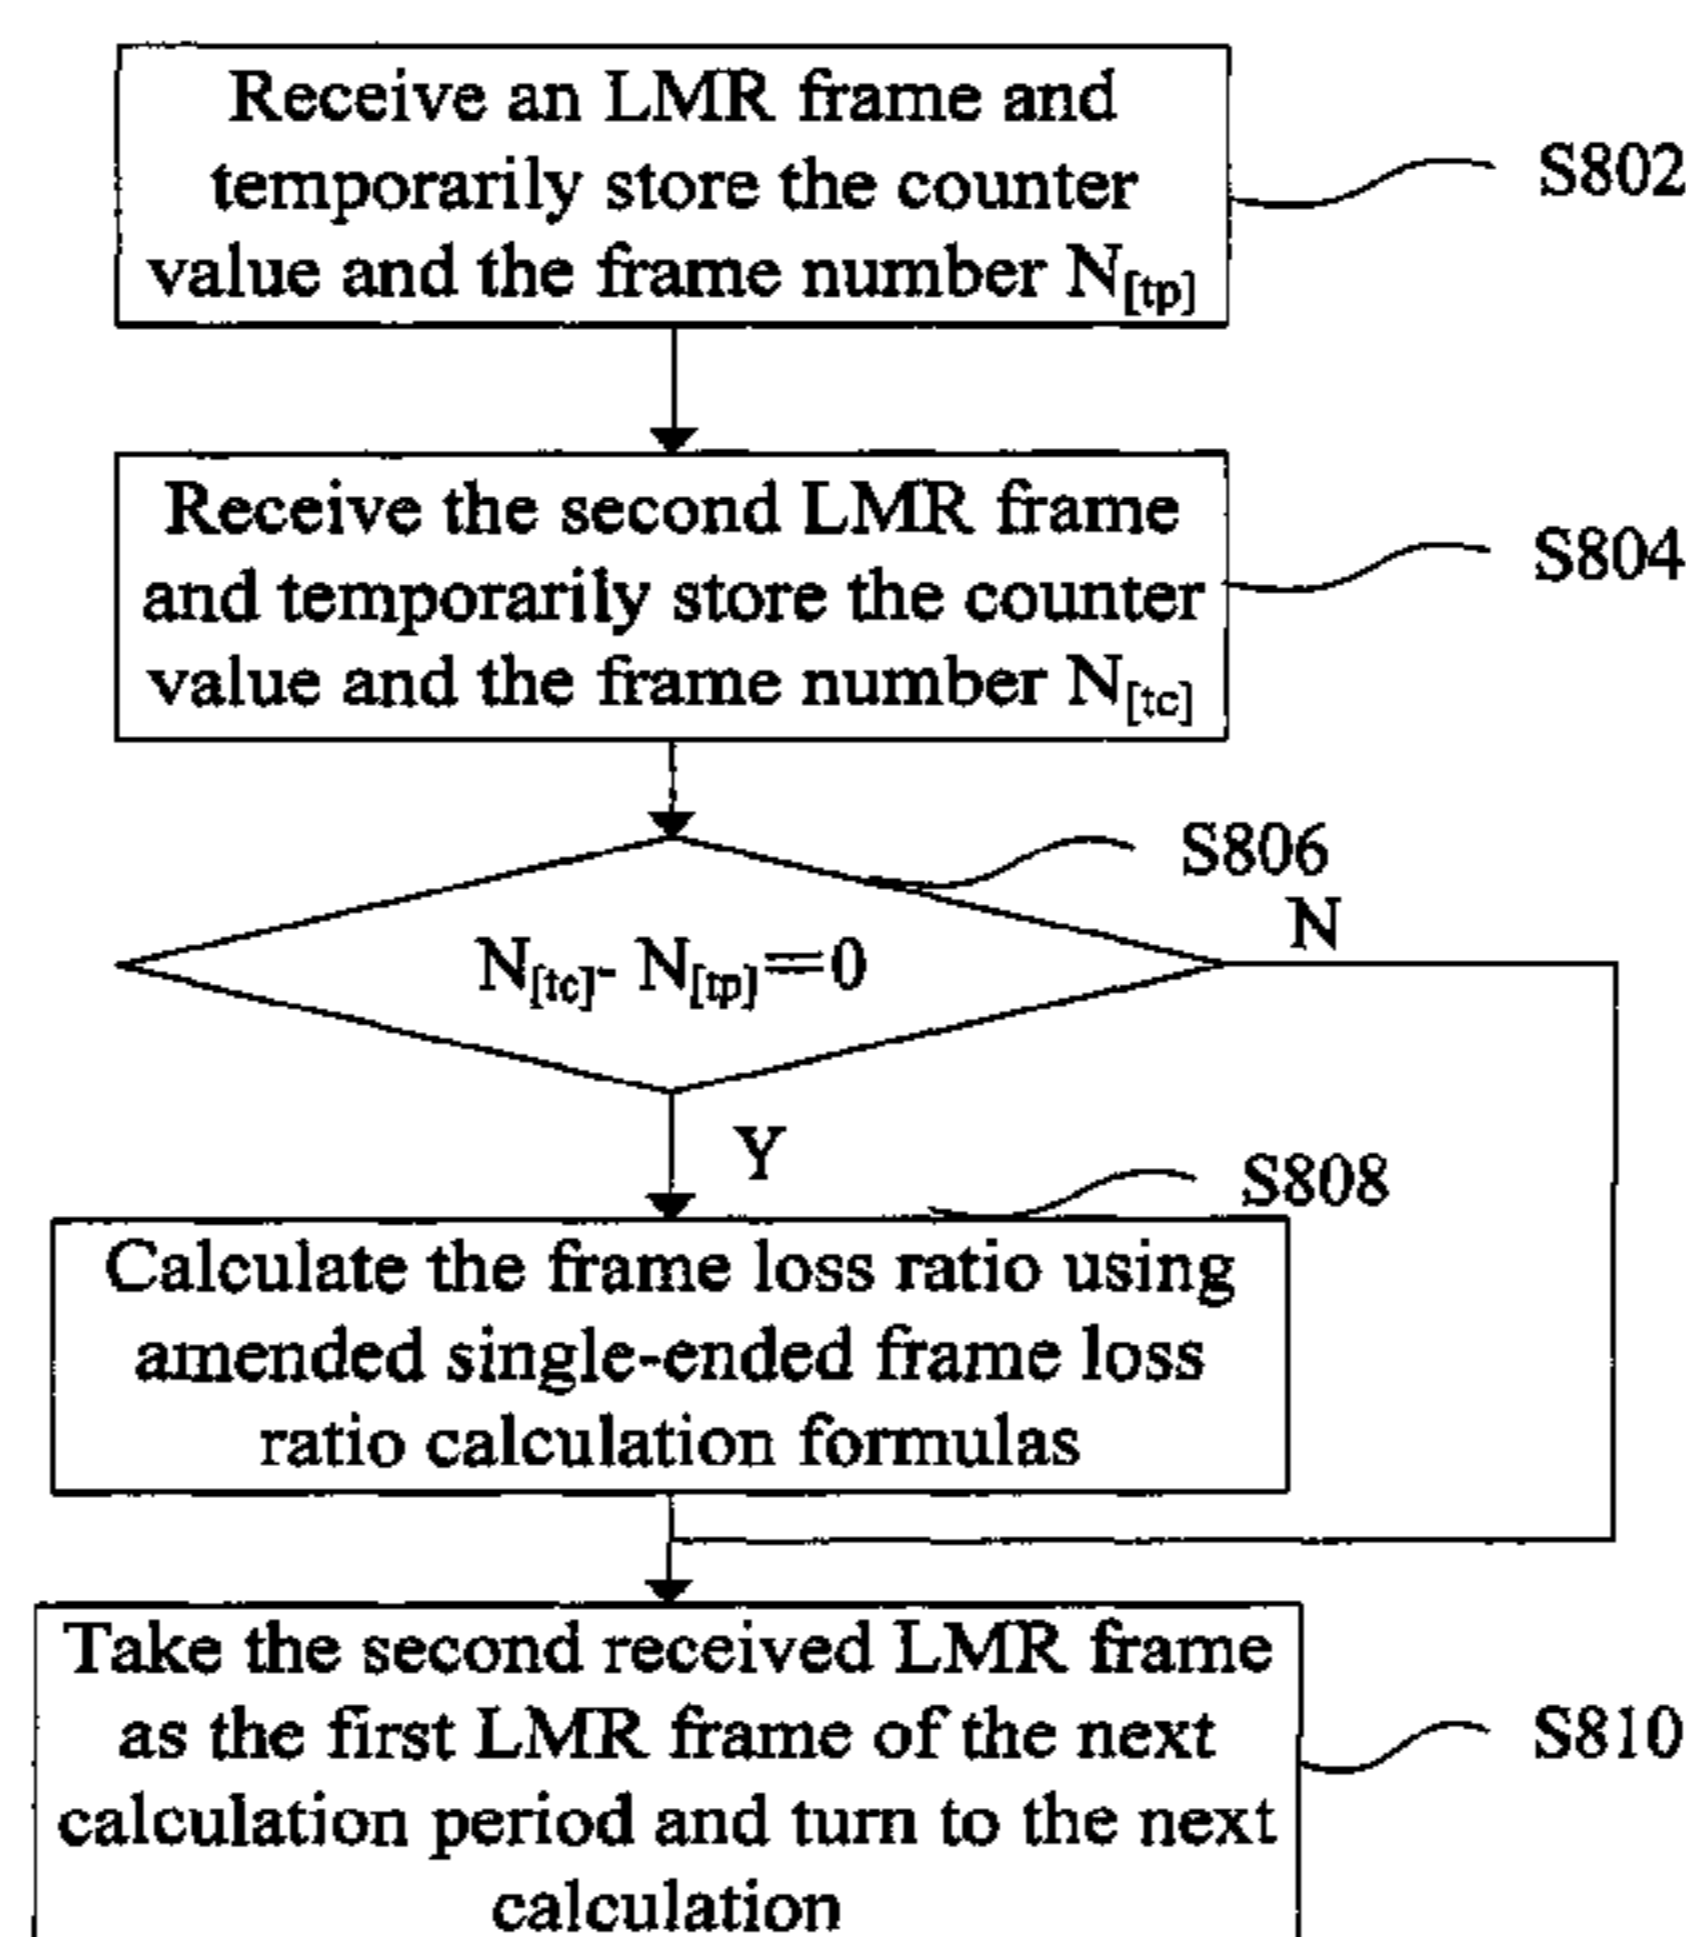 Receive an LMR frame and
temporarily store the counter
value and the frame number N[tp]
S802
Receive the second LMR frame
and temporarily store the counter
value and the frame number N[tc]
S804
S806
N[tc]- N[tp]==0
N
Y
S808
Calculate the frame loss ratio using
amended single-ended frame loss
ratio calculation formulas
Take the second received LMR frame
as the first LMR frame of the next
calculation period and turn to the next
calculation
S810